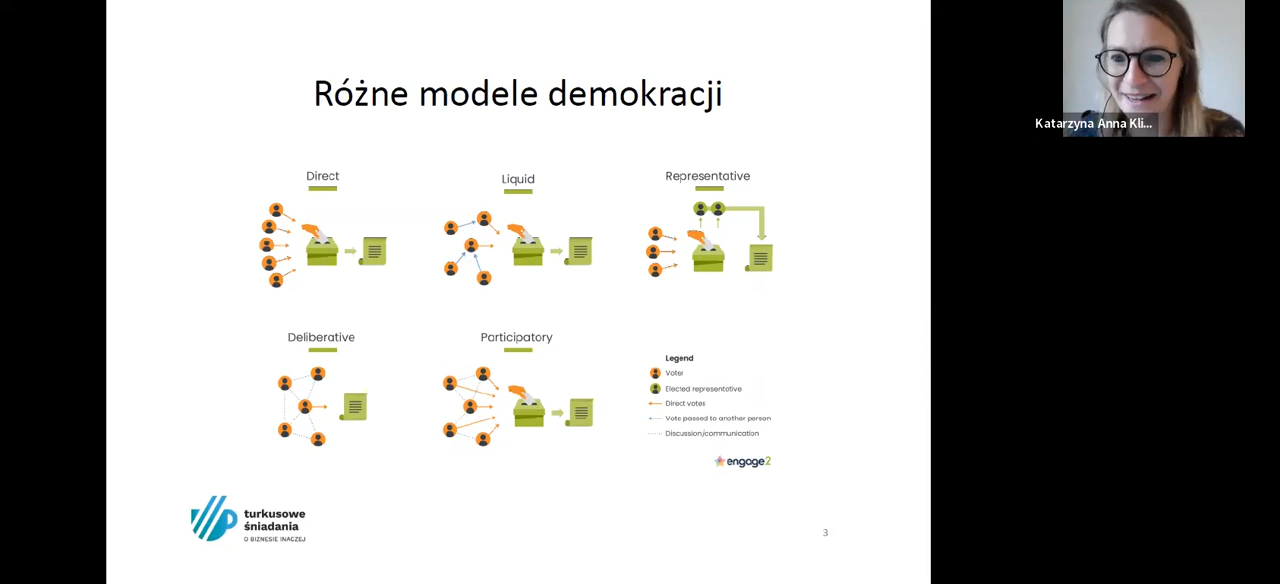 Różne modele demokracji
Katarzyna Anna Kli...
Direct
Liquid
Representative
Deliberative
Participatory
Legend
Voter
Elected representative
Direct votes
Vote passed to another person
Discussion/communication
engage2
turkusowe
śniadania
O BIZNESIE INACZEJ
3